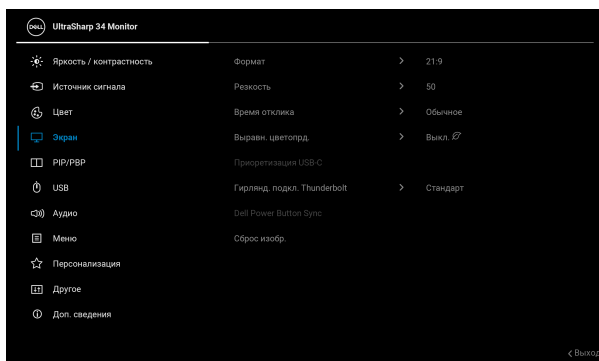 DELL UltraSharp 34 Monitor
Яркость / контрастность
Формат
21:9
Источник сигнала
Резкость
50
Цвет
Время отклика
Обычное
Экран
Выравн. цветопрд.
Выкл.
PIP/PBP
Приоретизация USB-C
USB
Гирлянд. подкл. Thunderbolt
Стандарт
Аудио
Dell Power Button Sync
Меню
Сброс изобр.
Персонализация
Другое
Доп. сведения
Выход